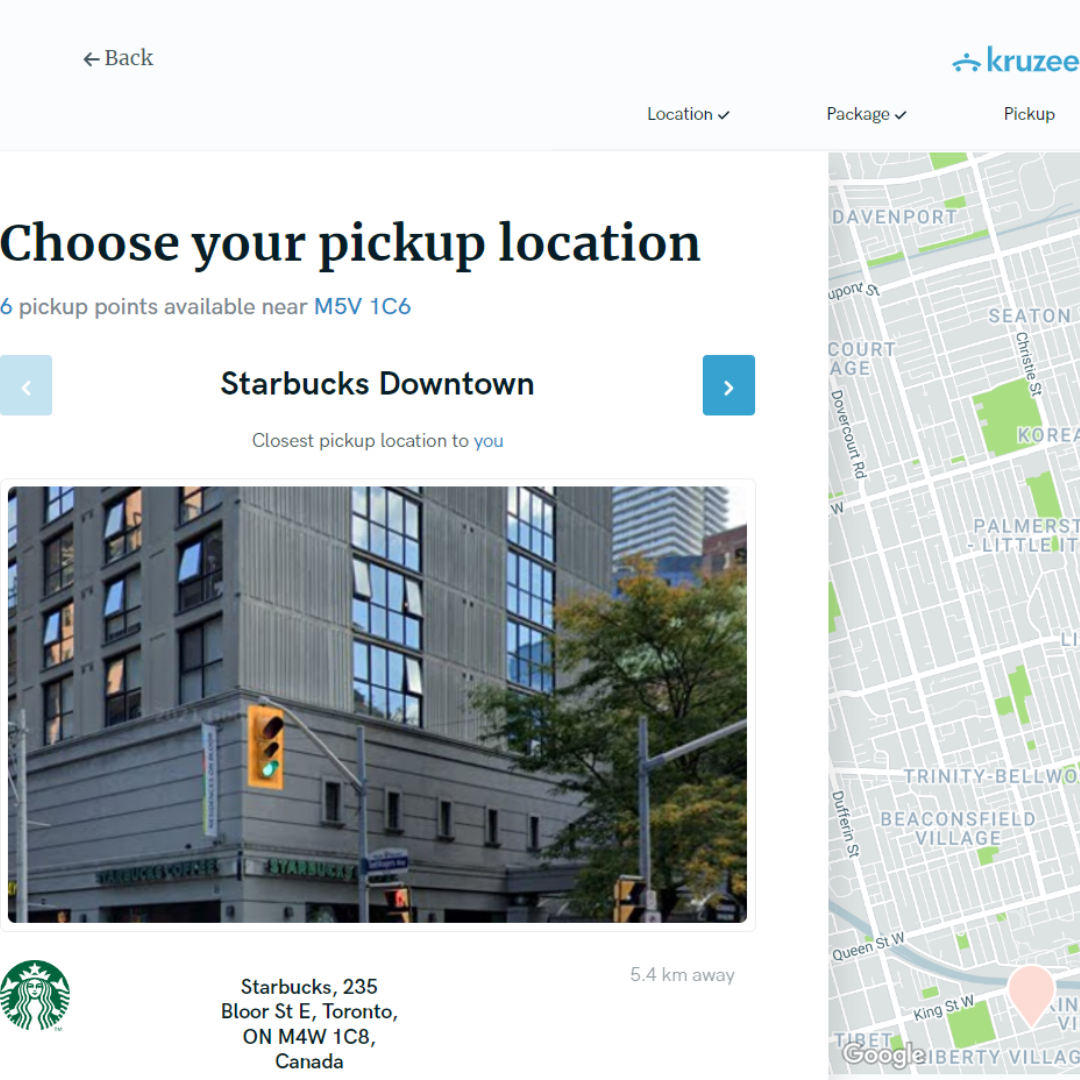 Back
kruzee
Location
Package
Pickup
Choose your pickup location
6 pickup points available near M5V 1C6
Starbucks Downtown
Closest pickup location to you
STARBUCKS COFFEE
STARBUCKS
Starbucks, 235
Bloor St E, Toronto,
ON M4W 1C8,
Canada
5.4 km away
TM
DAVENPORT
upont St
SEATON
Christie St
COURT
AGE
Dovercourt Rd
KOREA
W
PALMERST
- LITTLE IT
LI
TRINITY-BELLWO
BEACONSFIELD
VILLAGE
Dufferin St
Queen St W
King St W
KIN
VI
TIBET
Google
LIBERTY VILLAG